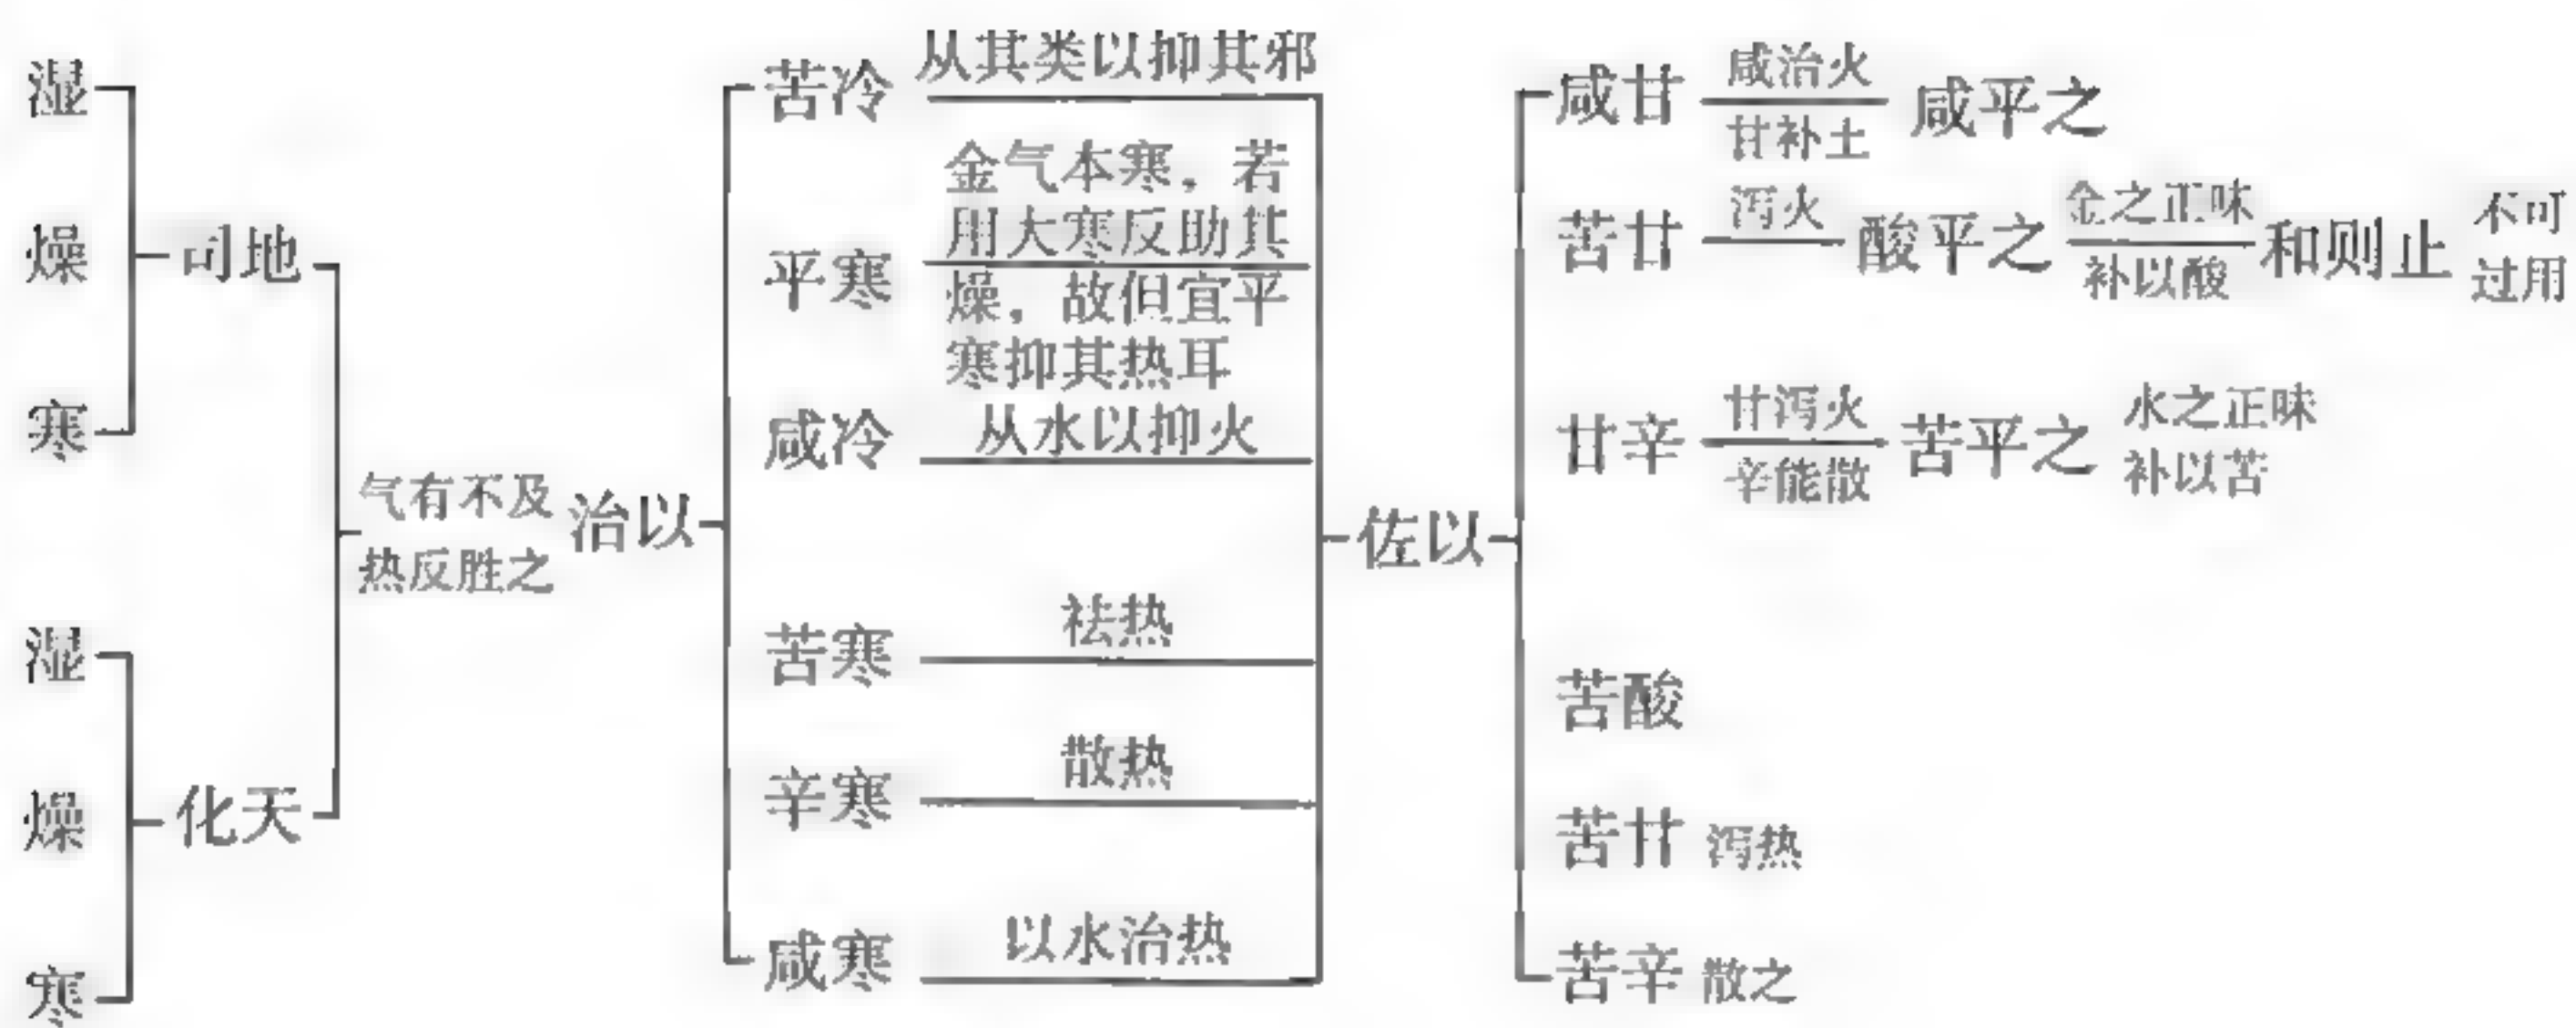 湿
燥
寒
司地
湿
燥
寒
化天
气有不及
热反胜之
治以
苦冷 从其类以抑其邪
平寒 金气本寒，若
用大寒反助其
燥，故但宜平
寒抑其热耳
咸冷 从水以抑火
苦寒 祛热
辛寒 散热
咸寒 以水治热
佐以
咸甘 咸治火
甘补土 咸平之
苦甘 泻火 酸平之 金之正味
补以酸 和则止 不可
过用
甘辛 甘泻火
辛能散 苦平之 水之正味
补以苦
苦酸
苦甘 泻热
苦辛 散之